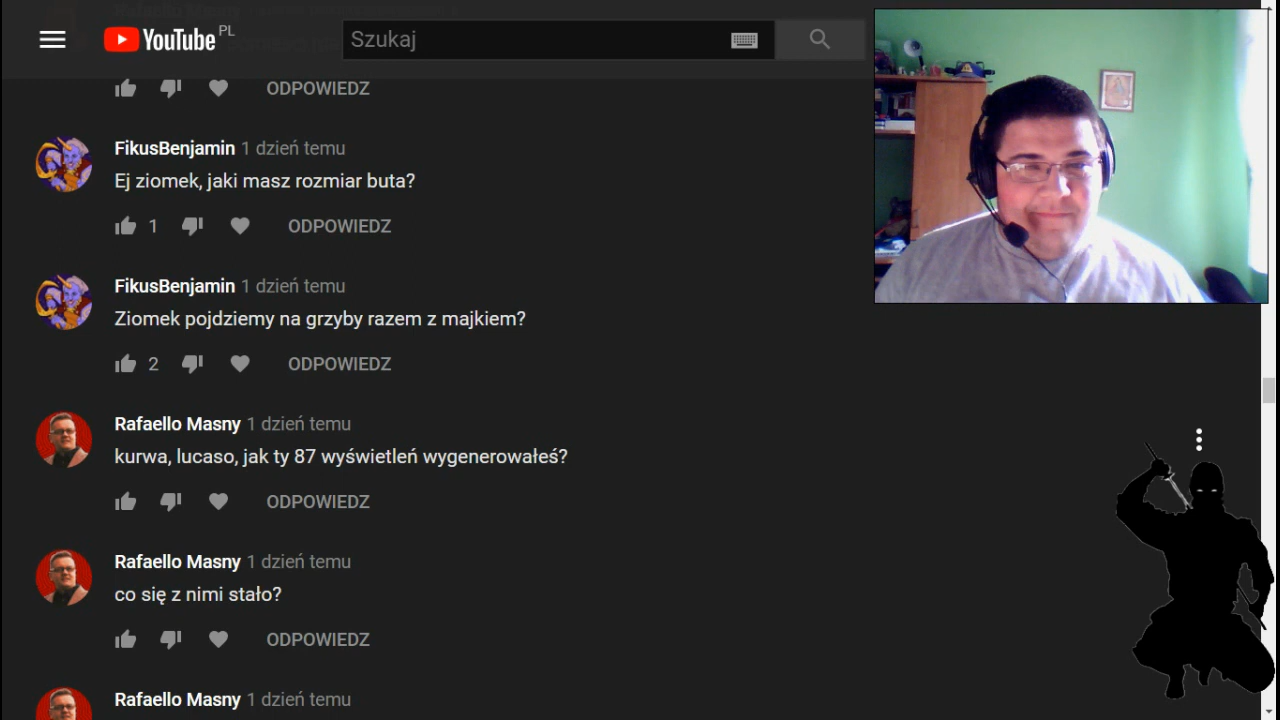 YouTube PL
Szukaj
ODPOWIEDZ
FikusBenjamin 1 dzień temu
Ej ziomek, jaki masz rozmiar buta?
1 ODPOWIEDZ
FikusBenjamin 1 dzień temu
Ziomek pojdziemy na grzyby razem z majkiem?
2 ODPOWIEDZ
Rafaello Masny 1 dzień temu
kurwa, lucaso, jak ty 87 wyświetleń wygenerowałeś?
ODPOWIEDZ
Rafaello Masny 1 dzień temu
co się z nimi stało?
ODPOWIEDZ
Rafaello Masny 1 dzień temu